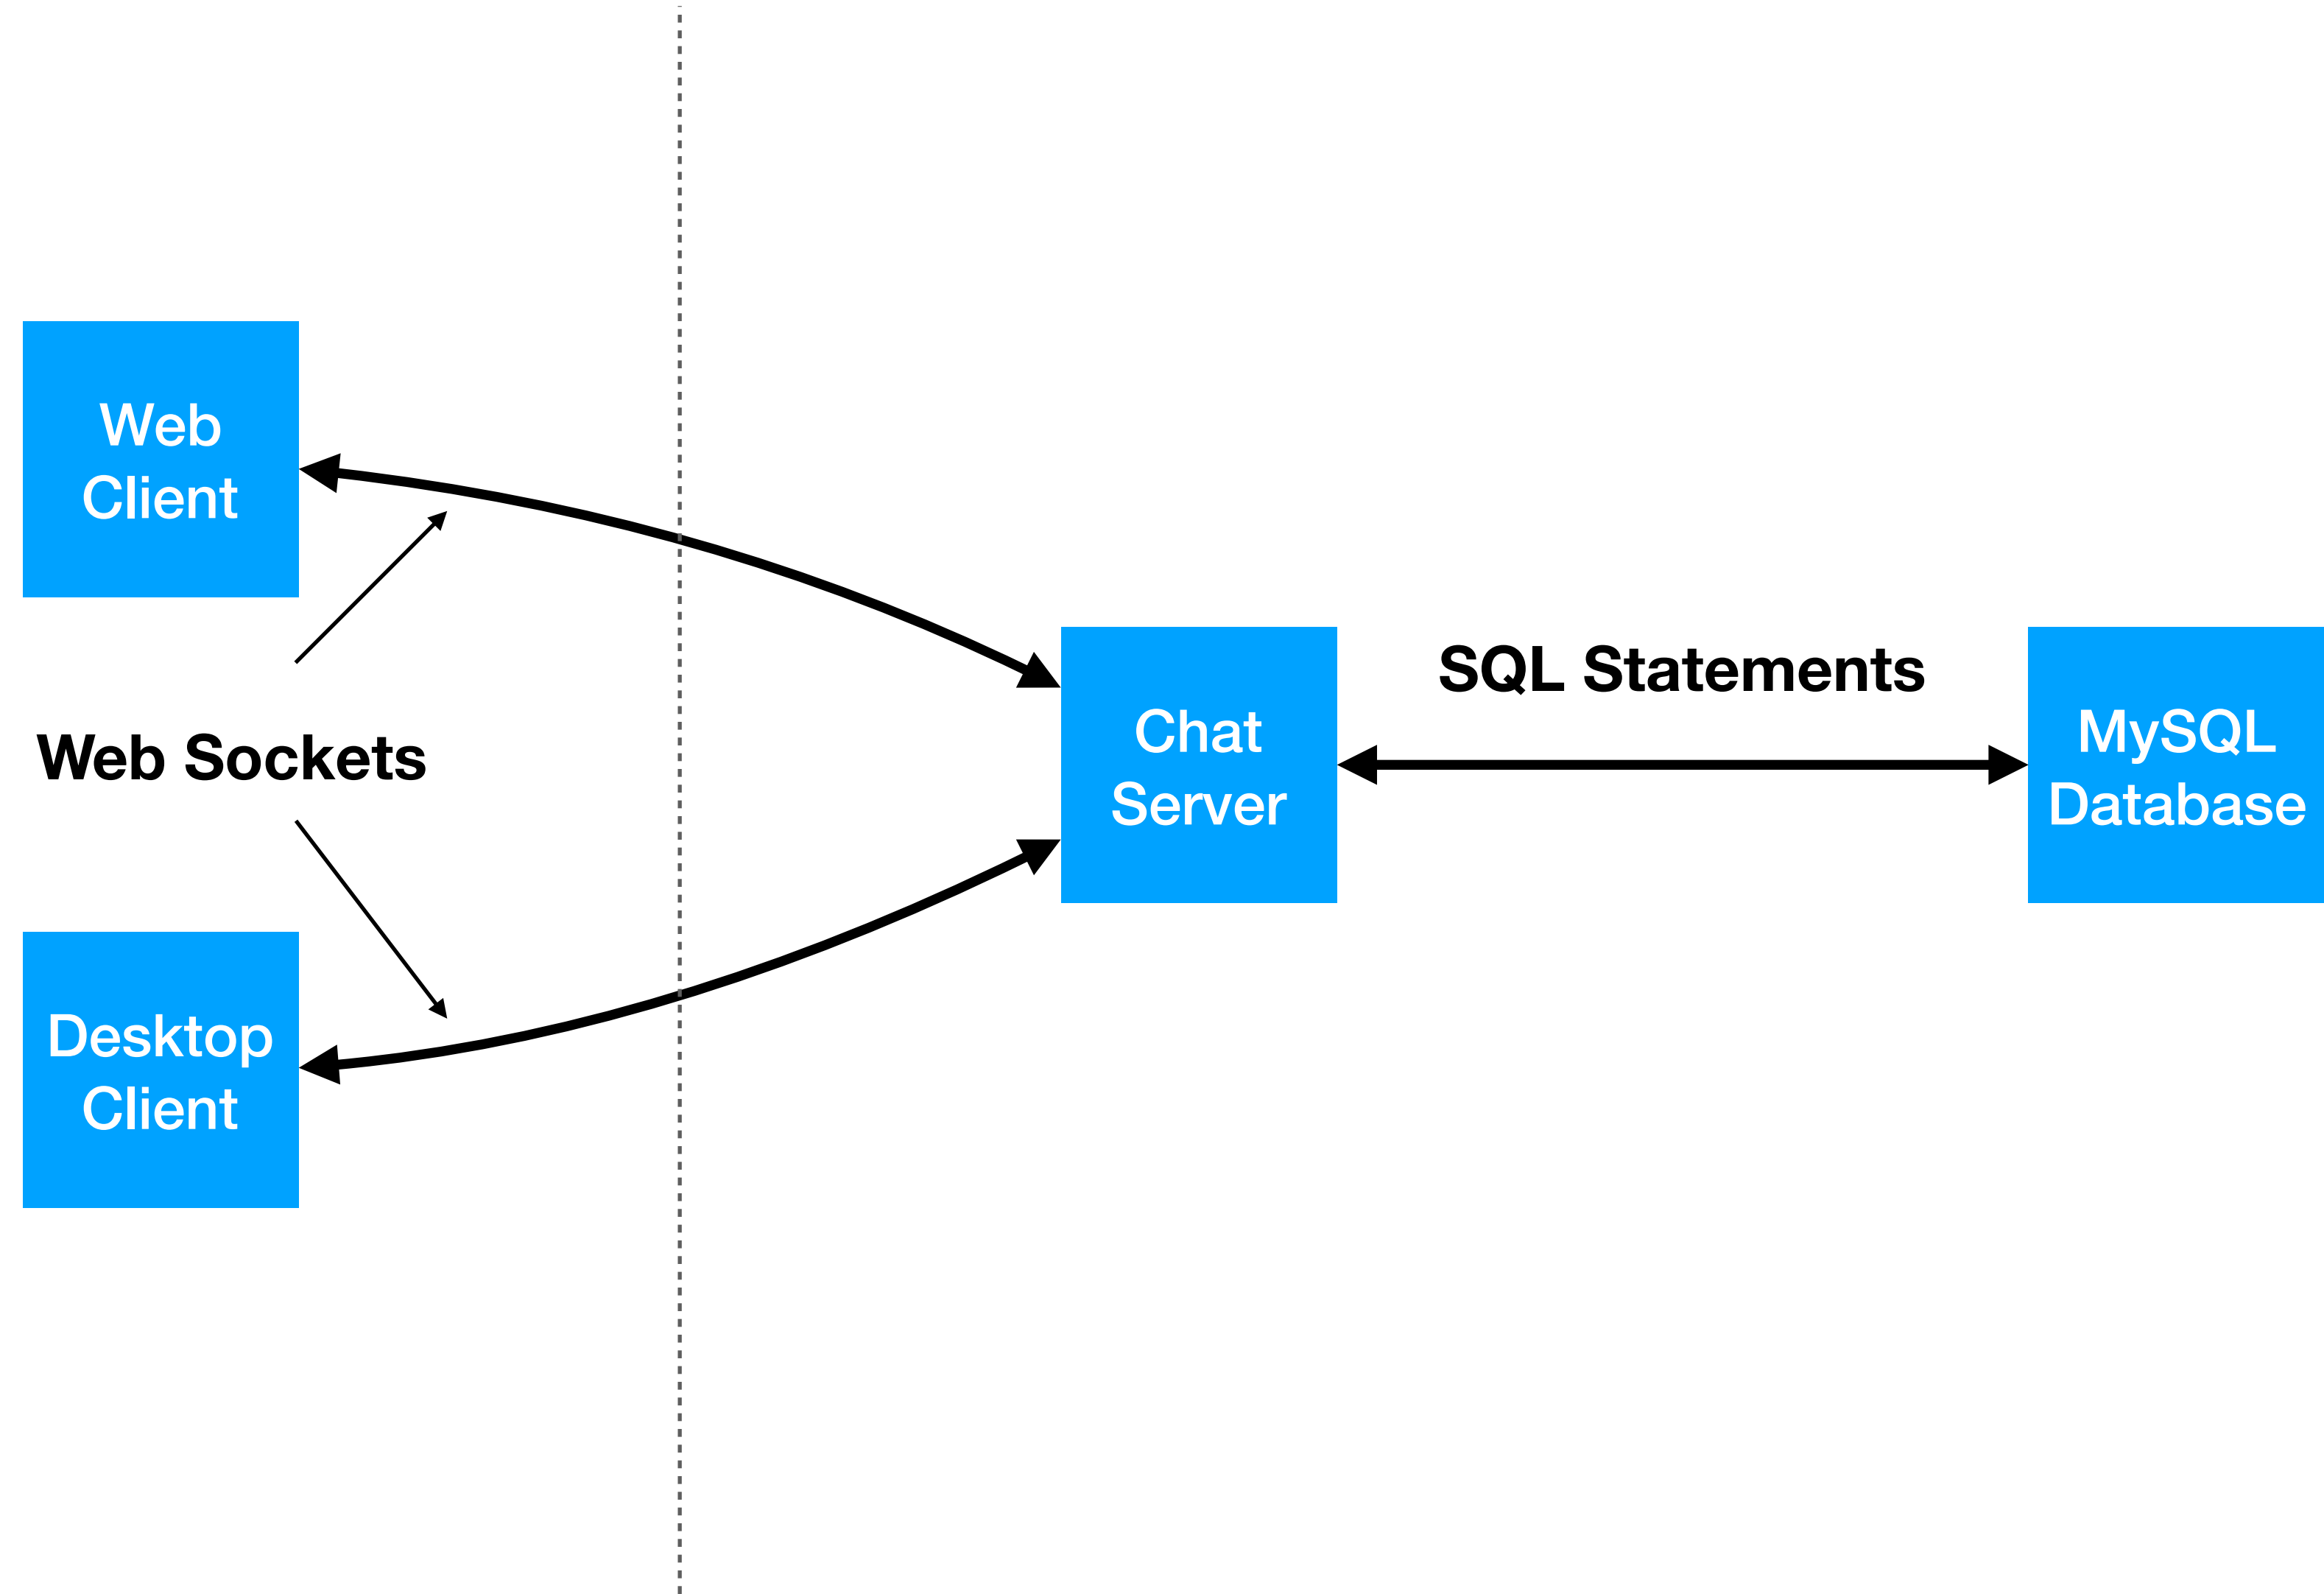 Web
Client
Web Sockets
Desktop
Client
Chat
Server
SQL Statements
MySQL
Database